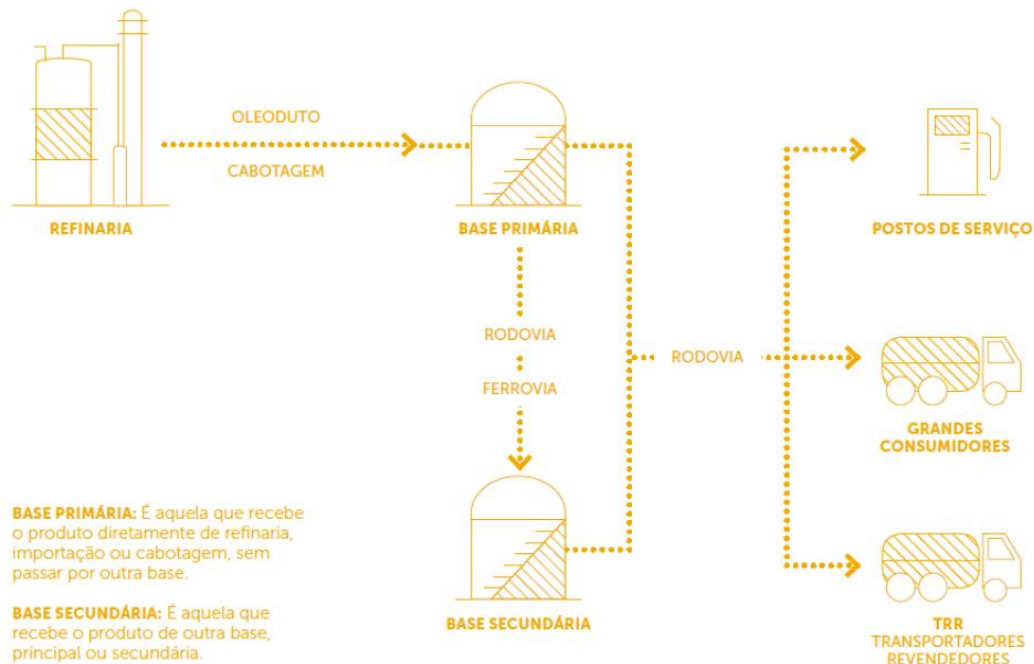 OLEODUTO
CABOTAGEM
REFINARIA
BASE PRIMÁRIA
POSTOS DE SERVIÇO
RODOVIA
FERROVIA
RODOVIA
GRANDES
CONSUMIDORES
BASE PRIMÁRIA: É aquela que recebe
o produto diretamente de refinaria,
importação ou cabotagem, sem
passar por outra base.
BASE SECUNDÁRIA: É aquela que
recebe o produto de outra base,
principal ou secundária.
BASE SECUNDÁRIA
TRR
TRANSPORTADORES
REVENDEDORES